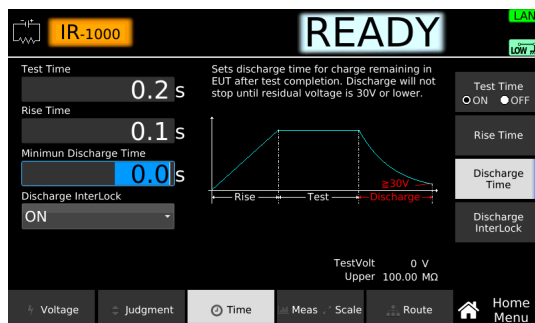 IR-1000
READY
LAN
LOW
Test Time
0.2 s
Rise Time
0.1 s
Minimun Discharge Time
0.0 s
Discharge InterLock
ON
Sets discharge time for charge remaining in
EUT after test completion. Discharge will not
stop until residual voltage is 30V or lower.
≧30V
Rise
Test
Discharge
TestVolt 0 V
Upper 100.00 MΩ
Test Time
ON OFF
Rise Time
Discharge
Time
Discharge
InterLock
Voltage
Judgment
Time
Meas / Scale
Route
Home
Menu